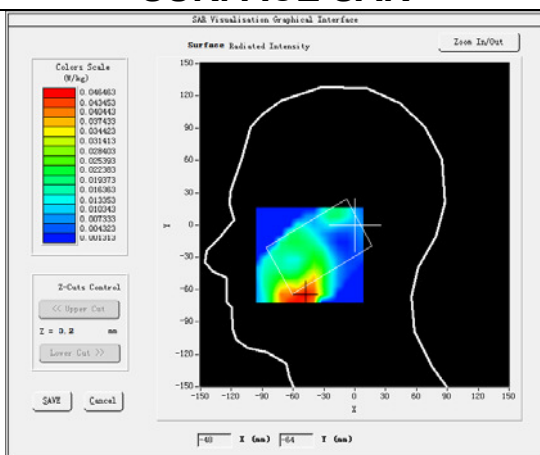 SAR Visualisation Graphical Interface
Surface Radiated Intensity
Zoom In/Out
Colors Scale
(W/kg)
0.046463
0.043453
0.040443
0.037433
0.034423
0.031413
0.028403
0.025393
0.022383
0.019373
0.016363
0.013353
0.010343
0.007333
0.004323
0.001313
150
120
90
60
30
0
-30
-60
-90
-120
-150
Y
-150 -120 -90 -60 -30 0 30 60 90 120 150
X
Z-Cuts Control
<< Upper Cut
Z = 3.2 mm
Lower Cut >>
SAVE Cancel
-48 X (mm) -64 Y (mm)